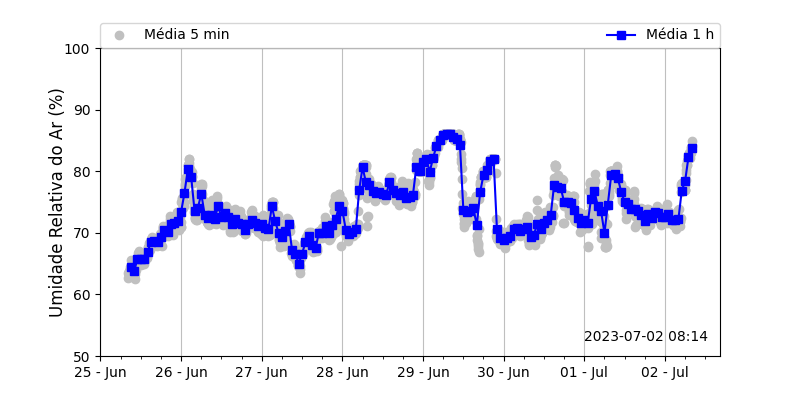 Média 5 min
Média 1 h
Umidade Relativa do Ar (%)
100
90
80
70
60
50
2023-07-02 08:14
25 - Jun
26 - Jun
27 - Jun
28 - Jun
29 - Jun
30 - Jun
01 - Jul
02 - Jul